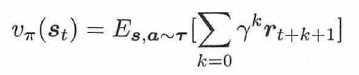 v_π(s_t) = E_{s,a∼τ}[∑_{k=0} γ^k r_{t+k+1}]